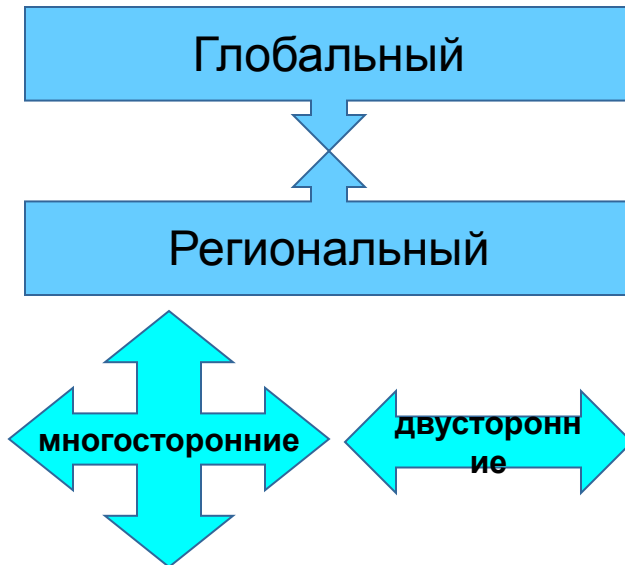 Глобальный
Региональный
многосторонние
двусторонн
ие